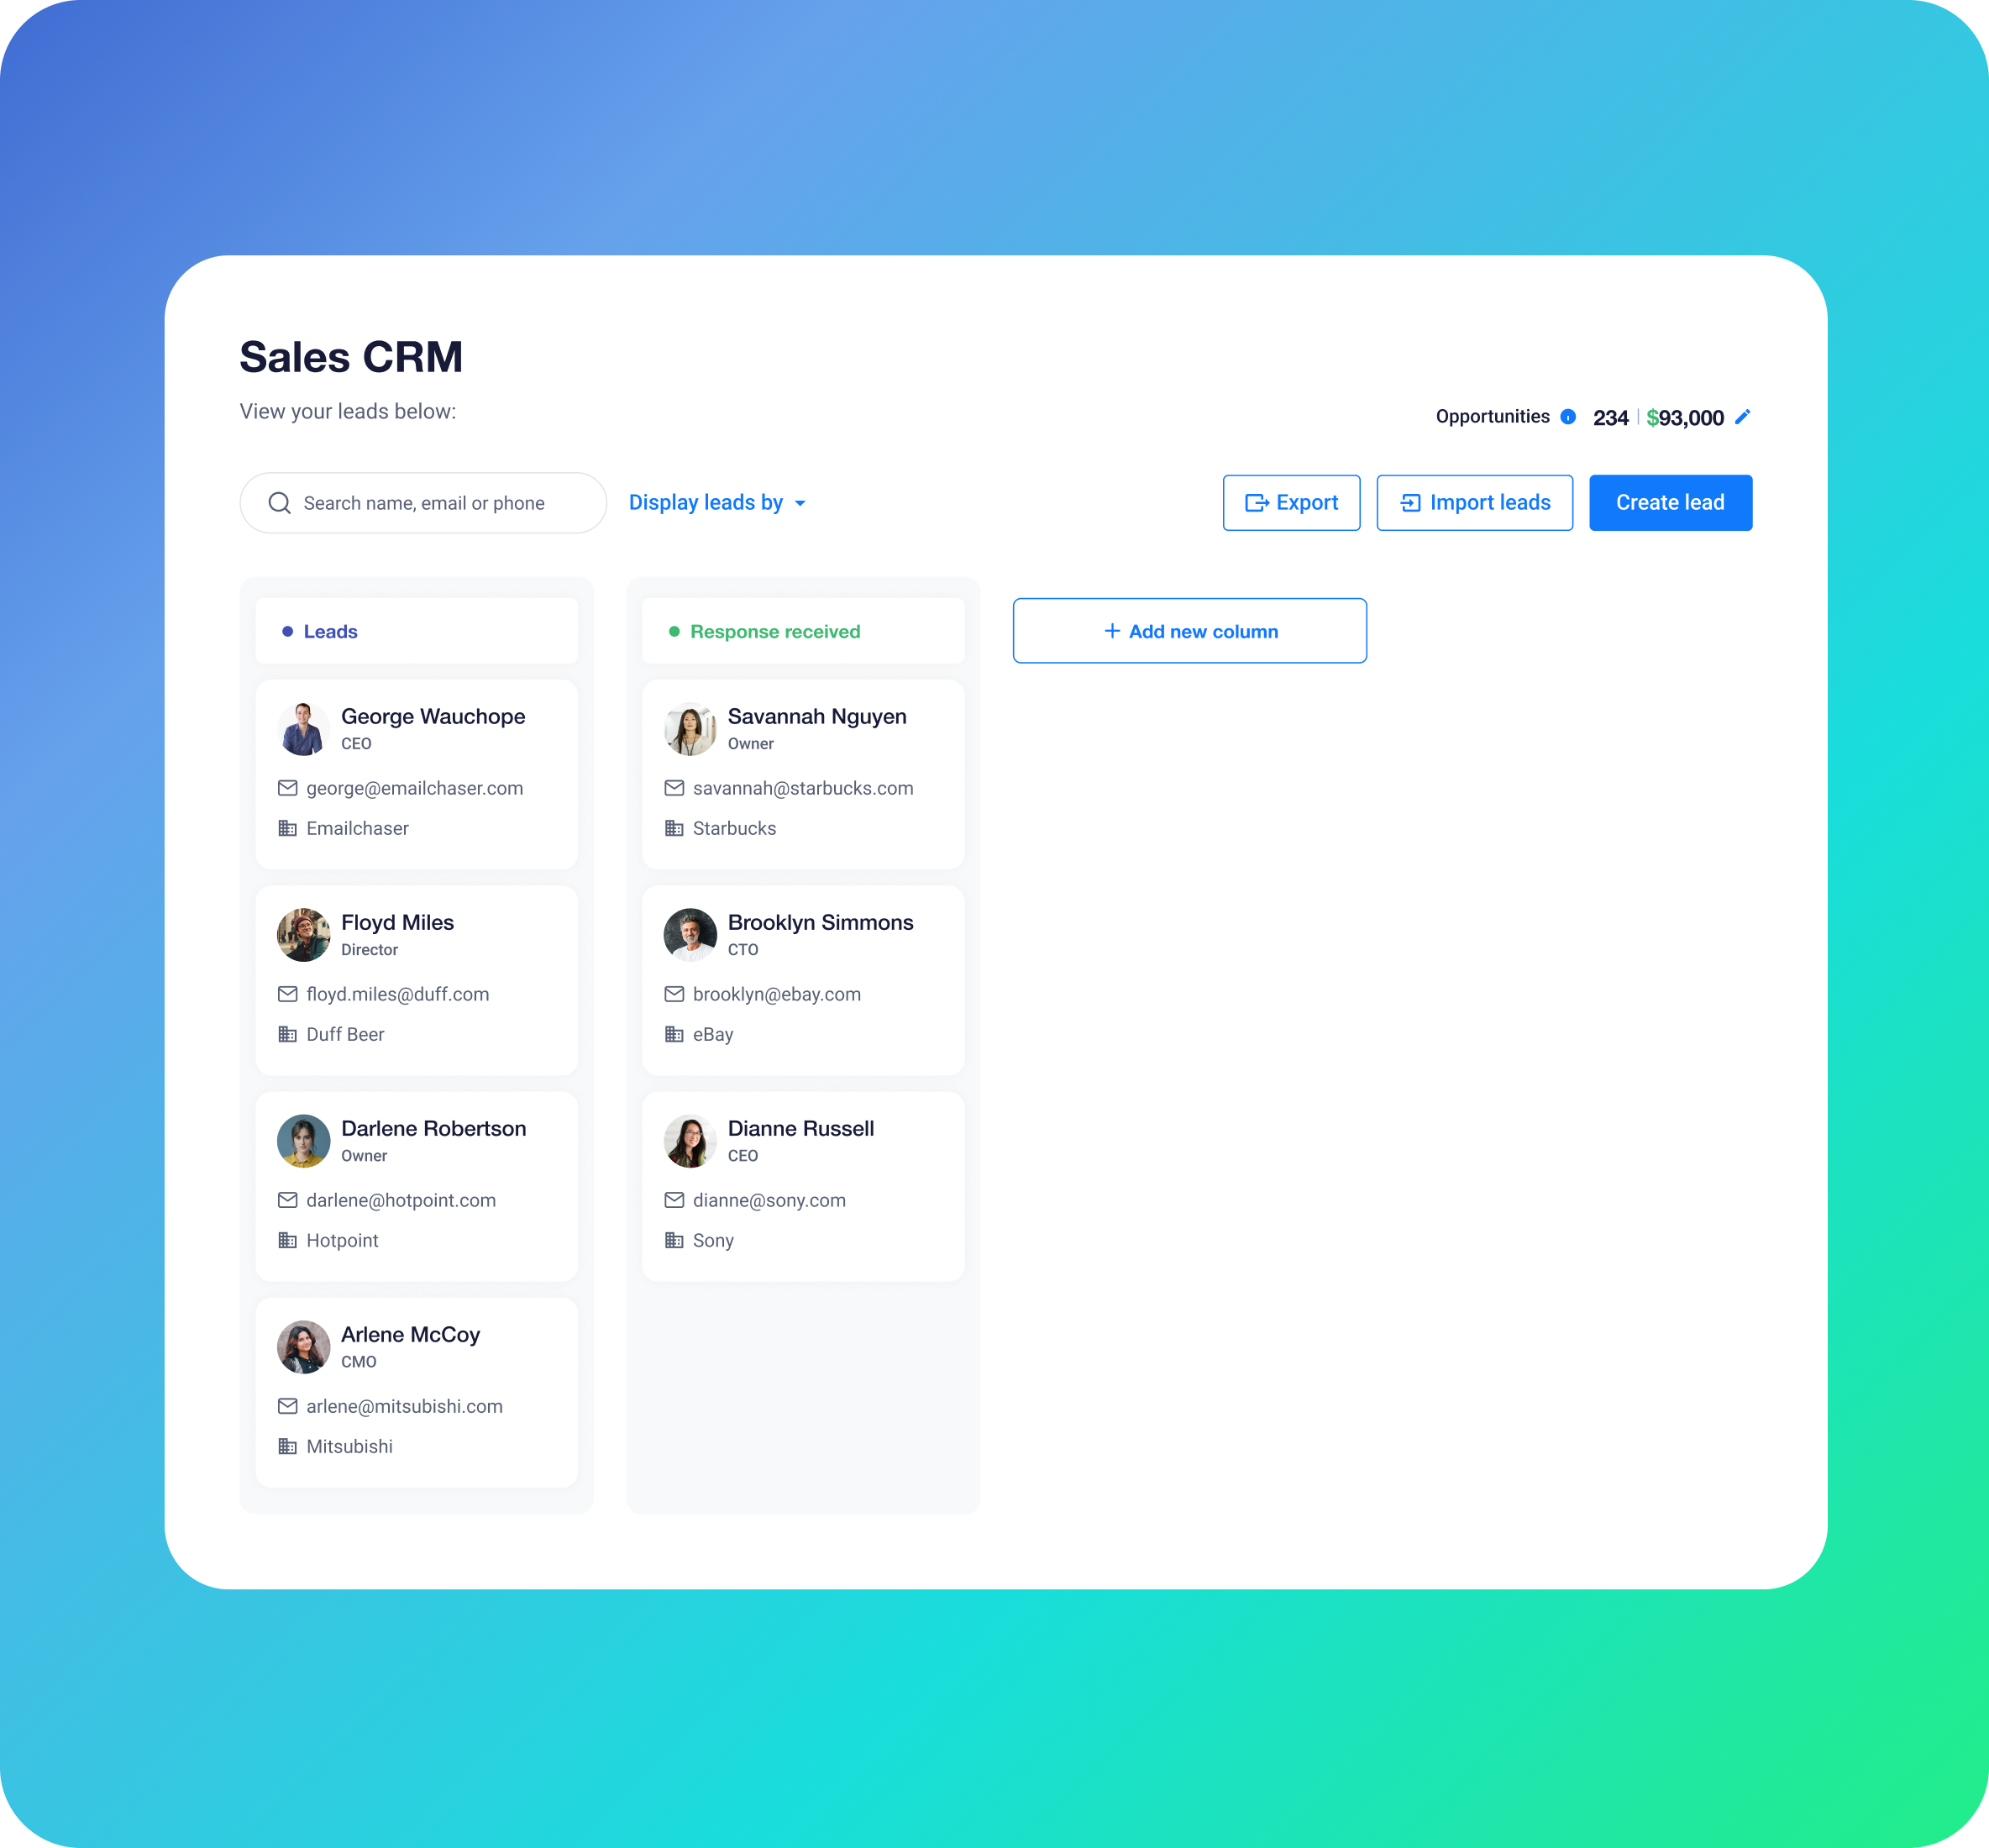 Sales CRM
View your leads below:
Opportunities 234 | $93,000
Search name, email or phone
Display leads by
Export
Import leads
Create lead
Leads
George Wauchope
CEO
george@emailchaser.com
Emailchaser
Floyd Miles
Director
floyd.miles@duff.com
Duff Beer
Darlene Robertson
Owner
darlene@hotpoint.com
Hotpoint
Arlene McCoy
CMO
arlene@mitsubishi.com
Mitsubishi
Response received
Savannah Nguyen
Owner
savannah@starbucks.com
Starbucks
Brooklyn Simmons
CTO
brooklyn@ebay.com
eBay
Dianne Russell
CEO
dianne@sony.com
Sony
+ Add new column